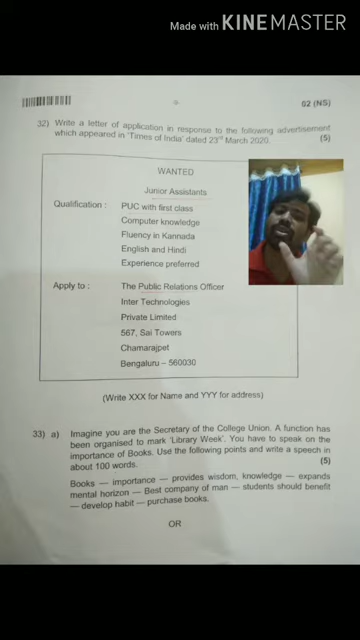 Made with KINEMASTER
02 (NS)
32) Write a letter of application in response to the following advertisement
which appeared in 'Times of India' dated 23rd March 2020. (5)
WANTED
Junior Assistants
Qualification : PUC with first class
Computer knowledge
Fluency in Kannada
English and Hindi
Experience preferred
Apply to : The Public Relations Officer
Inter Technologies
Private Limited
567, Sai Towers
Chamarajpet
Bengaluru – 560030
(Write XXX for Name and YYY for address)
33) a) Imagine you are the Secretary of the College Union. A function has
been organised to mark 'Library Week'. You have to speak on the
importance of Books. Use the following points and write a speech in
about 100 words. (5)
Books — importance — provides wisdom, knowledge — expands
mental horizon — Best company of man — students should benefit
— develop habit — purchase books.
OR